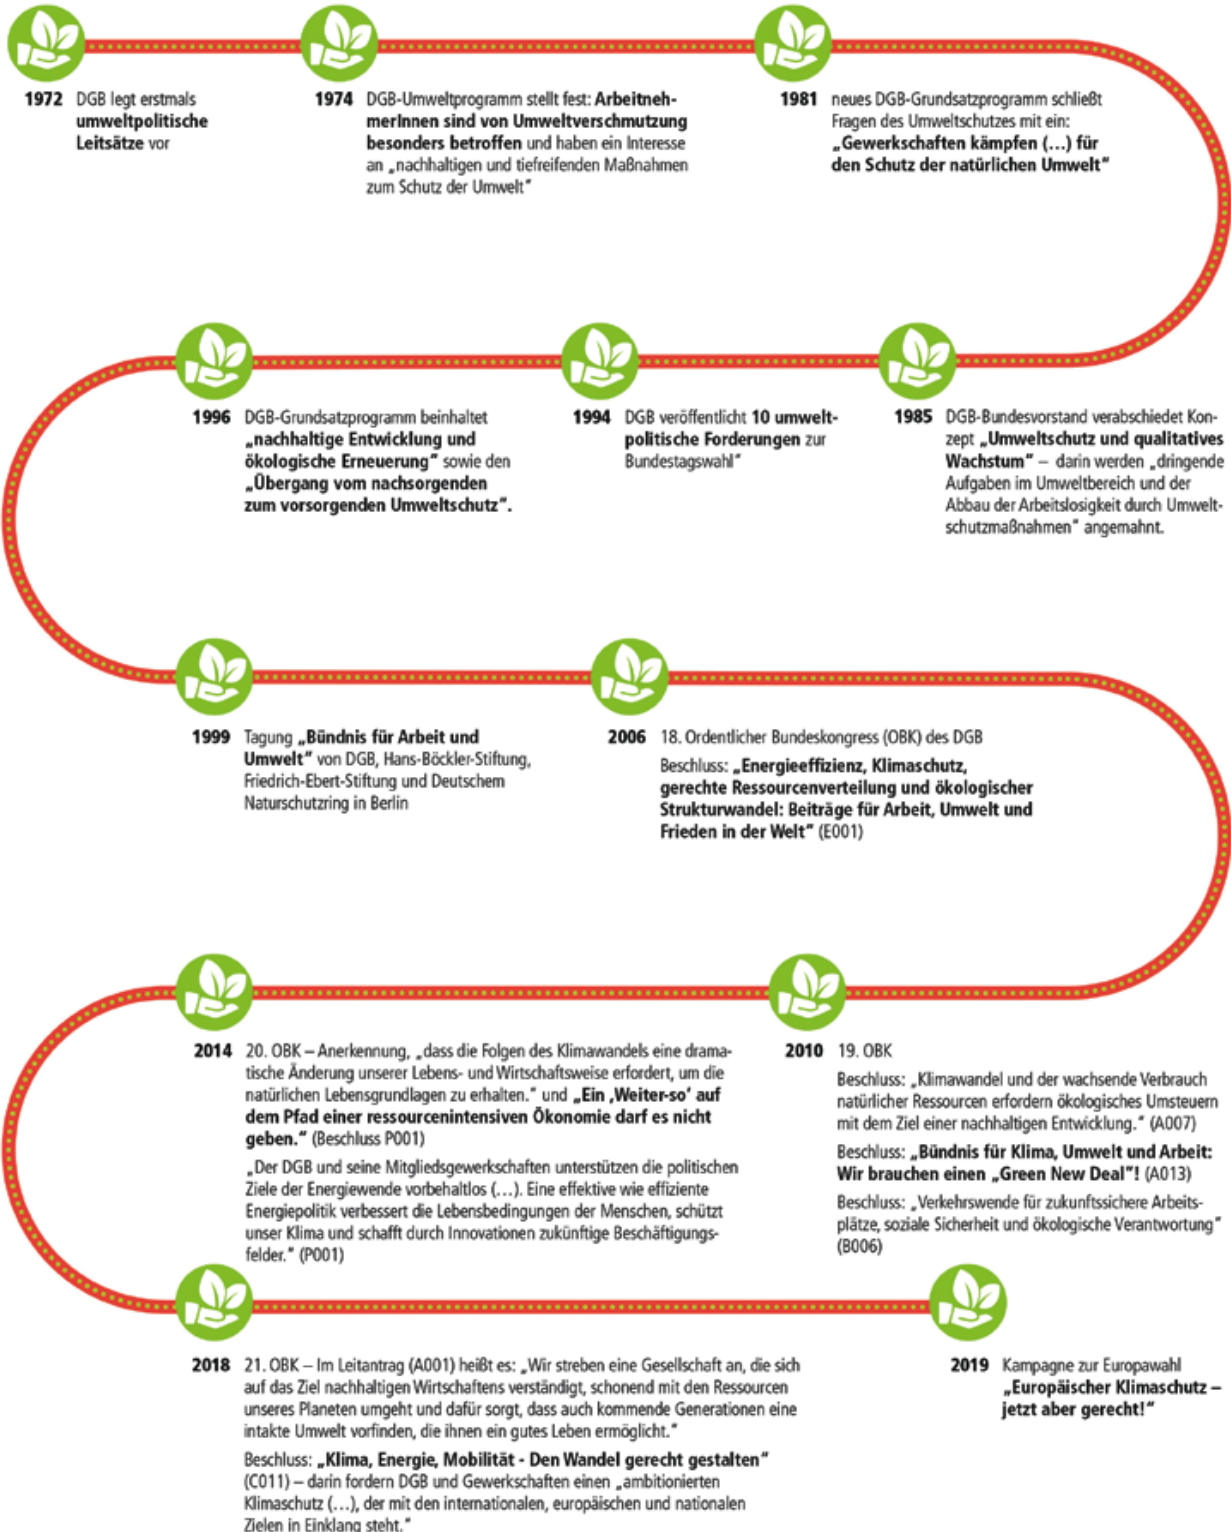 1972 DGB legt erstmals
umweltpolitische
Leitsätze vor
1974 DGB-Umweltprogramm stellt fest: Arbeitneh-
merInnen sind von Umweltverschmutzung
besonders betroffen und haben ein Interesse
an „nachhaltigen und tiefreifenden Maßnahmen
zum Schutz der Umwelt"
1981 neues DGB-Grundsatzprogramm schließt
Fragen des Umweltschutzes mit ein:
„Gewerkschaften kämpfen (...) für
den Schutz der natürlichen Umwelt"
1985 DGB-Bundesvorstand verabschiedet Kon-
zept „Umweltschutz und qualitatives
Wachstum" – darin werden „dringende
Aufgaben im Umweltbereich und der
Abbau der Arbeitslosigkeit durch Umwelt-
schutzmaßnahmen" angemahnt.
1994 DGB veröffentlicht 10 umwelt-
politische Forderungen zur
Bundestagswahl"
1996 DGB-Grundsatzprogramm beinhaltet
„nachhaltige Entwicklung und
ökologische Erneuerung" sowie den
„Übergang vom nachsorgenden
zum vorsorgenden Umweltschutz".
1999 Tagung „Bündnis für Arbeit und
Umwelt" von DGB, Hans-Böckler-Stiftung,
Friedrich-Ebert-Stiftung und Deutschem
Naturschutzring in Berlin
2006 18. Ordentlicher Bundeskongress (OBK) des DGB
Beschluss: „Energieeffizienz, Klimaschutz,
gerechte Ressourcenverteilung und ökologischer
Strukturwandel: Beiträge für Arbeit, Umwelt und
Frieden in der Welt" (E001)
2010 19. OBK
Beschluss: „Klimawandel und der wachsende Verbrauch
natürlicher Ressourcen erfordern ökologisches Umsteuern
mit dem Ziel einer nachhaltigen Entwicklung." (A007)
Beschluss: „Bündnis für Klima, Umwelt und Arbeit:
Wir brauchen einen „Green New Deal"! (A013)
Beschluss: „Verkehrswende für zukunftssichere Arbeits-
plätze, soziale Sicherheit und ökologische Verantwortung"
(B006)
2014 20. OBK – Anerkennung, „dass die Folgen des Klimawandels eine drama-
tische Änderung unserer Lebens- und Wirtschaftsweise erfordert, um die
natürlichen Lebensgrundlagen zu erhalten." und „Ein ‚Weiter-so' auf
dem Pfad einer ressourcenintensiven Ökonomie darf es nicht
geben." (Beschluss P001)
„Der DGB und seine Mitgliedsgewerkschaften unterstützen die politischen
Ziele der Energiewende vorbehaltlos (...). Eine effektive wie effiziente
Energiepolitik verbessert die Lebensbedingungen der Menschen, schützt
unser Klima und schafft durch Innovationen zukünftige Beschäftigungs-
felder." (P001)
2018 21. OBK – Im Leitantrag (A001) heißt es: „Wir streben eine Gesellschaft an, die sich
auf das Ziel nachhaltigen Wirtschaftens verständigt, schonend mit den Ressourcen
unseres Planeten umgeht und dafür sorgt, dass auch kommende Generationen eine
intakte Umwelt vorfinden, die ihnen ein gutes Leben ermöglicht."
Beschluss: „Klima, Energie, Mobilität - Den Wandel gerecht gestalten"
(C011) – darin fordern DGB und Gewerkschaften einen „ambitionierten
Klimaschutz (...), der mit den internationalen, europäischen und nationalen
Zielen in Einklang steht."
2019 Kampagne zur Europawahl
„Europäischer Klimaschutz –
jetzt aber gerecht!"